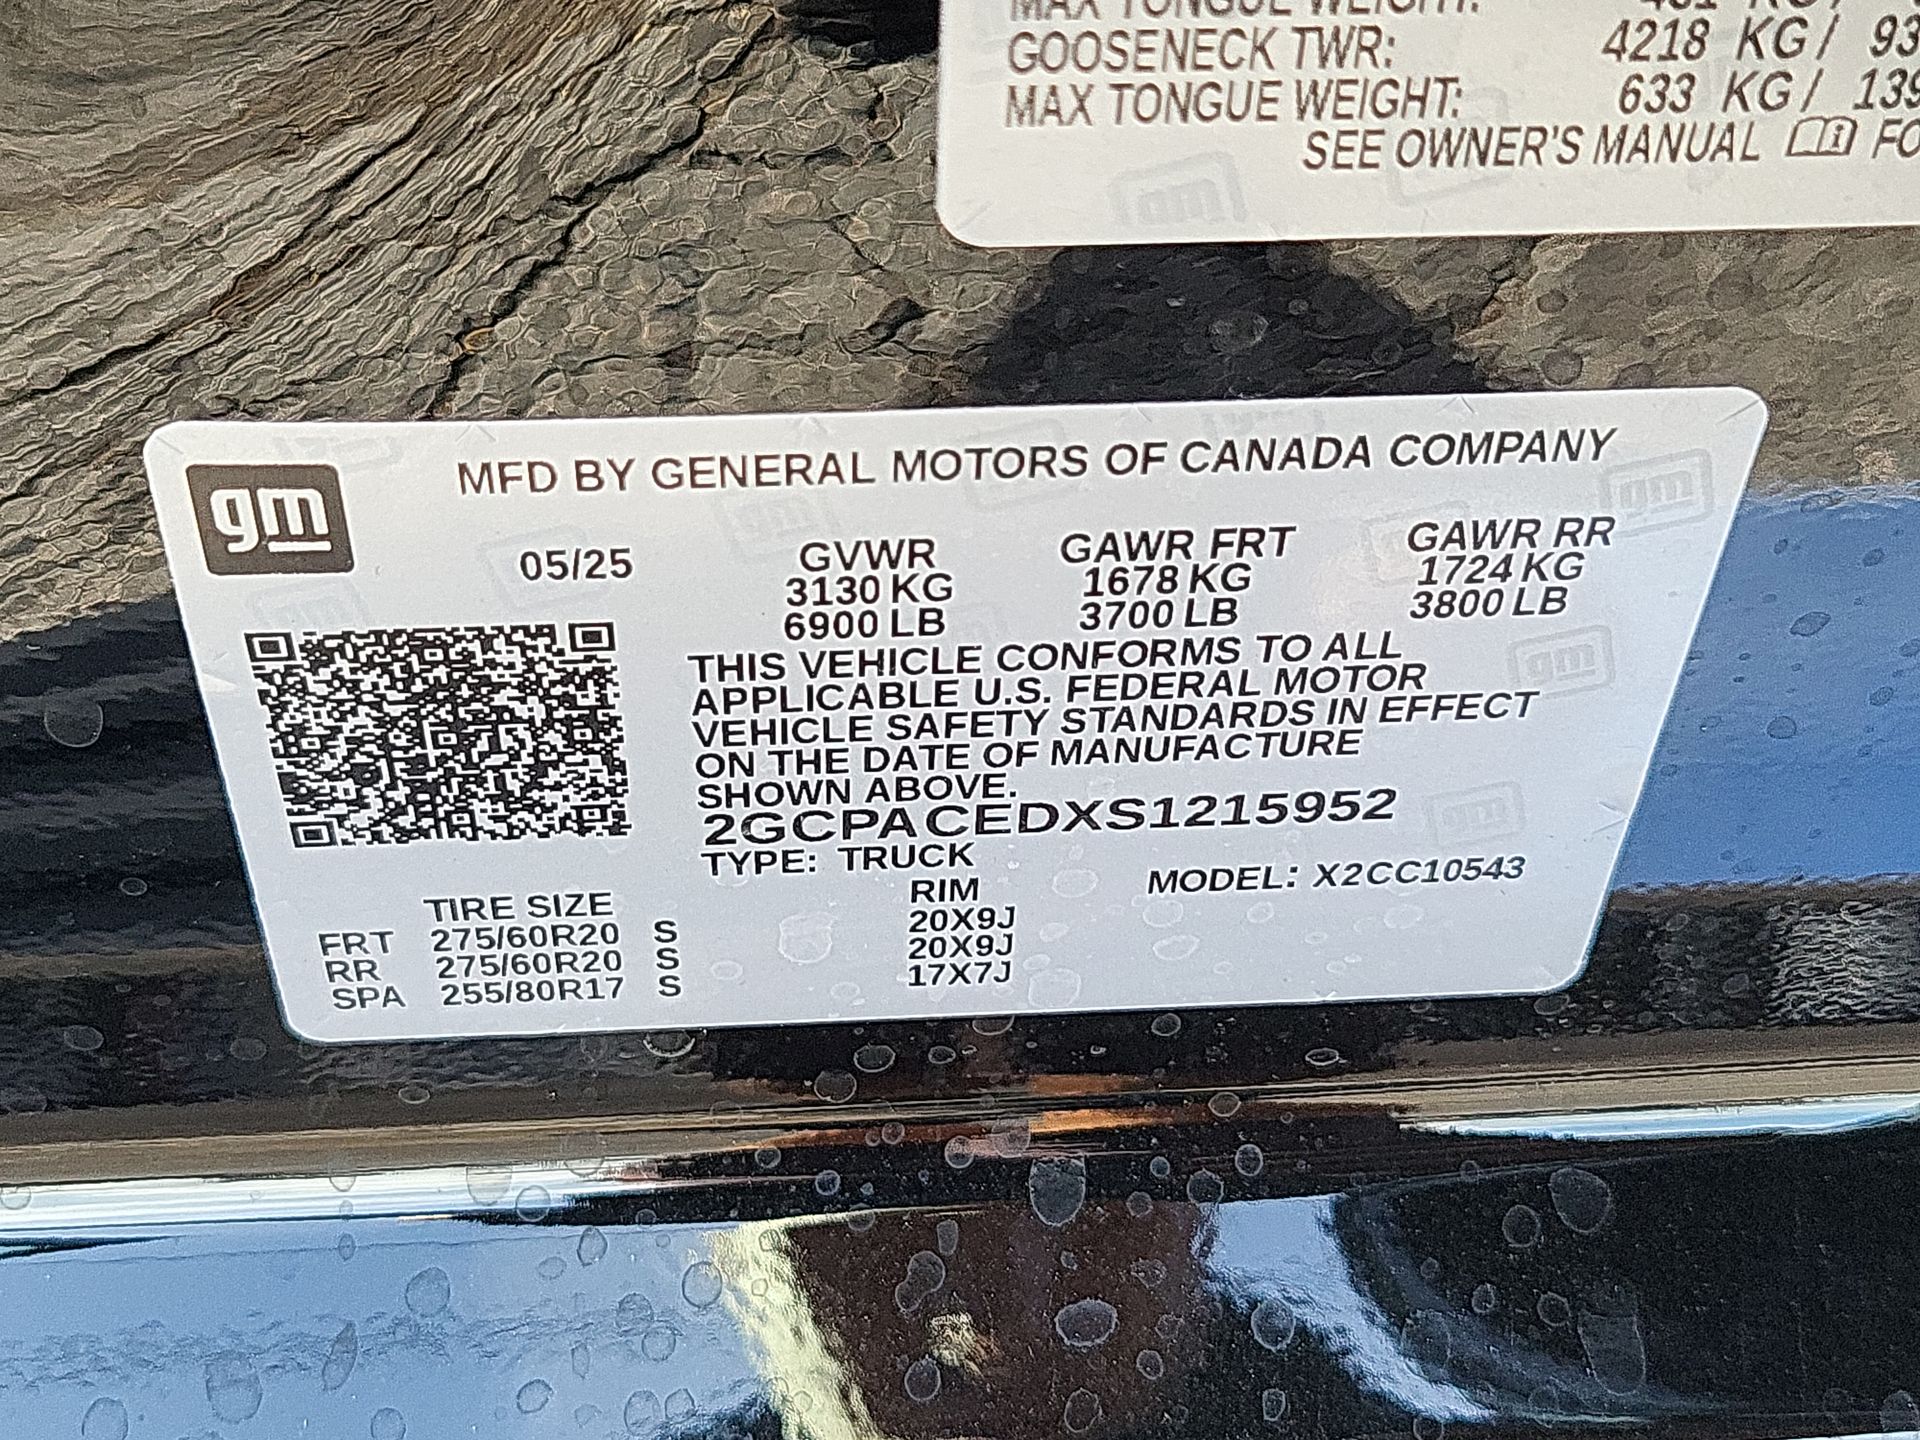 MAX TONGUE WEIGHT:
GOOSENECK TWR: 4218 KG/ 93
MAX TONGUE WEIGHT: 633 KG/ 139
SEE OWNER'S MANUAL FO
gm MFD BY GENERAL MOTORS OF CANADA COMPANY
05/25 GVWR GAWR FRT GAWR RR
3130 KG 1678 KG 1724 KG
6900 LB 3700 LB 3800 LB
THIS VEHICLE CONFORMS TO ALL
APPLICABLE U.S. FEDERAL MOTOR
VEHICLE SAFETY STANDARDS IN EFFECT
ON THE DATE OF MANUFACTURE
SHOWN ABOVE.
2GCPACEDXS1215952
TYPE: TRUCK MODEL: X2CC10543
TIRE SIZE RIM
FRT 275/60R20 S 20X9J
RR 275/60R20 S 20X9J
SPA 255/80R17 S 17X7J